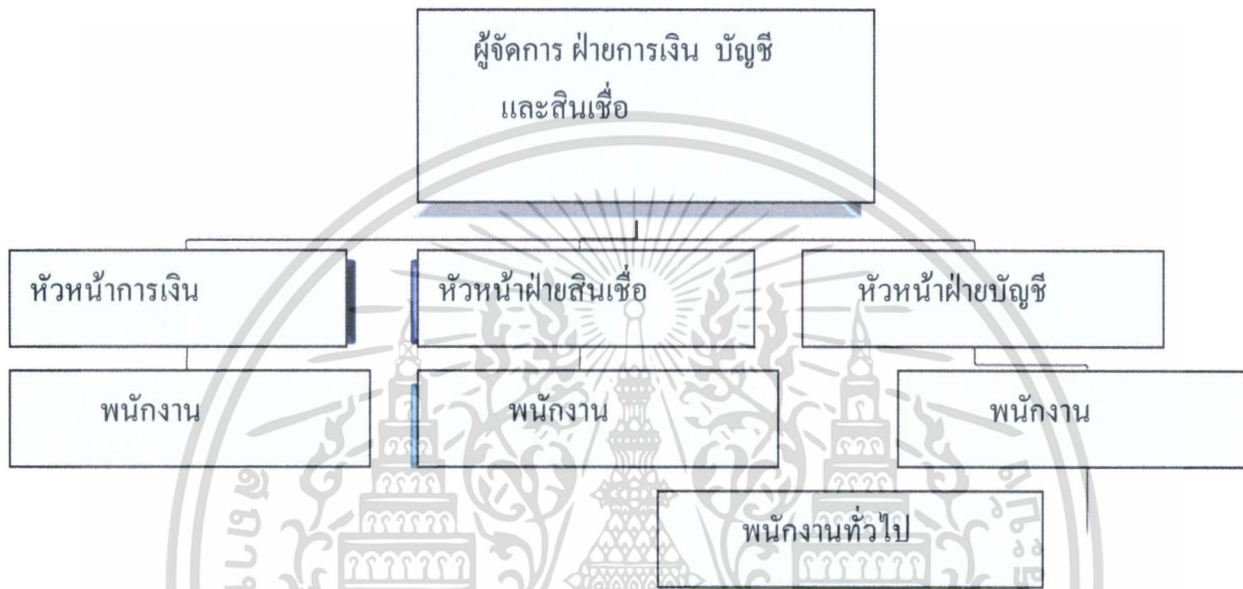 ผู้จัดการ ฝ่ายการเงิน บัญชี
และสินเชื่อ
หัวหน้าการเงิน
หัวหน้าฝ่ายสินเชื่อ
หัวหน้าฝ่ายบัญชี
พนักงาน
พนักงาน
พนักงาน
พนักงานทั่วไป